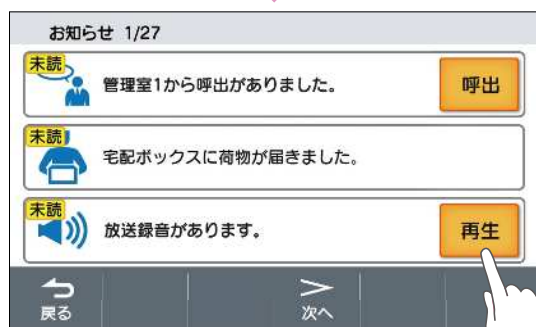 お知らせ 1/27
未読
管理室1から呼出がありました。
呼出
未読
宅配ボックスに荷物が届きました。
未読
放送録音があります。
再生
戻る
次へ